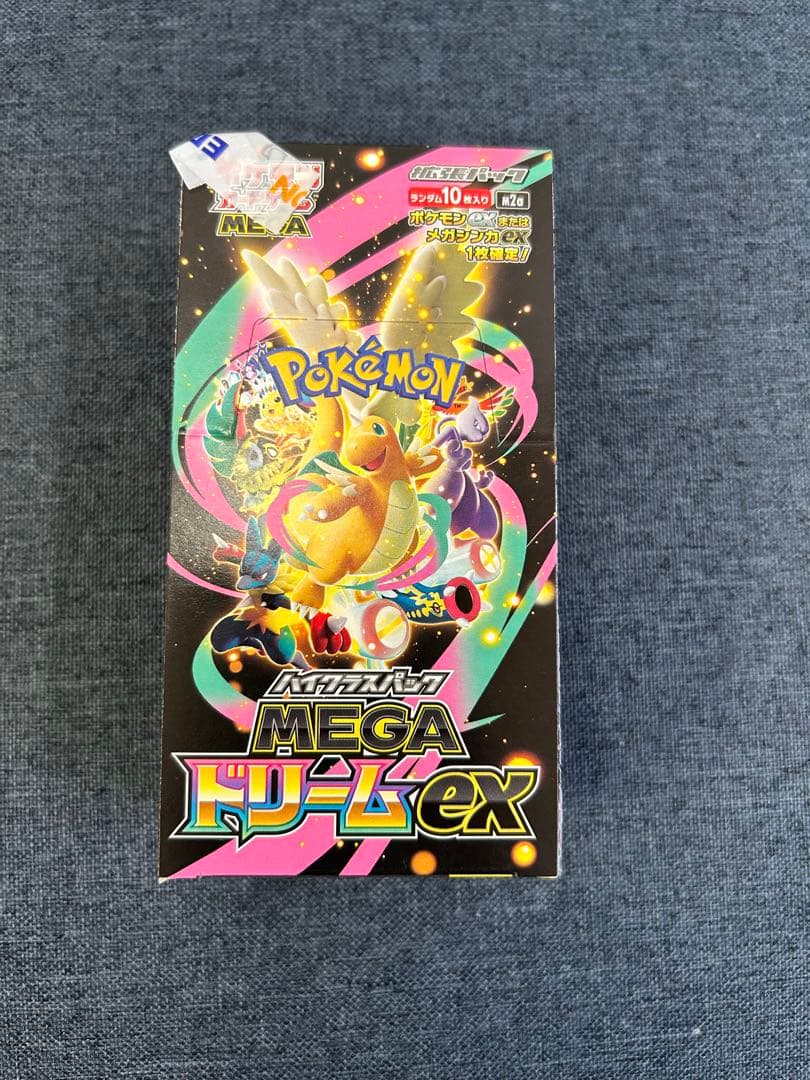 MEGA
拡張パック
ランダム10枚入り
M2a
ポケモンexまたは
メガシンカex
1枚確定!
POKÉMON
TM
ハイクラスパック
MEGA
ドリームex